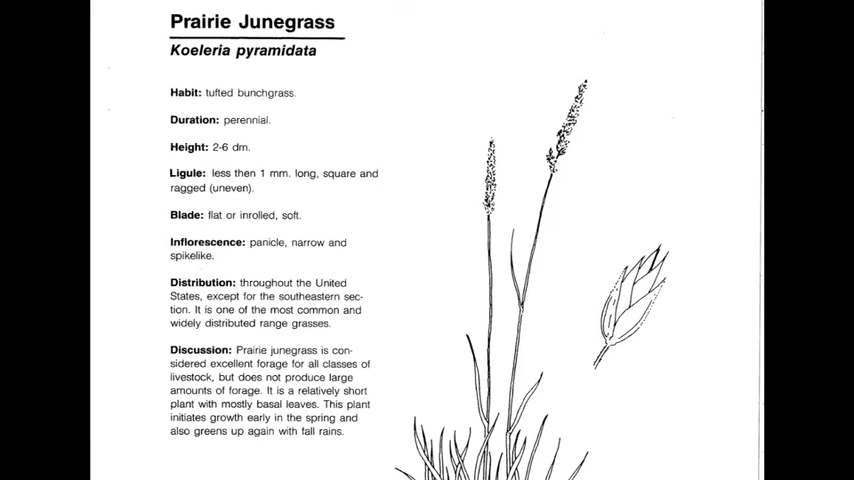 Prairie Junegrass
Koeleria pyramidata
Habit: tufted bunchgrass.
Duration: perennial.
Height: 2-6 dm.
Ligule: less then 1 mm. long, square and
ragged (uneven).
Blade: flat or inrolled, soft.
Inflorescence: panicle, narrow and
spikelike.
Distribution: throughout the United
States, except for the southeastern sec-
tion. It is one of the most common and
widely distributed range grasses.
Discussion: Prairie junegrass is con-
sidered excellent forage for all classes of
livestock, but does not produce large
amounts of forage. It is a relatively short
plant with mostly basal leaves. This plant
initiates growth early in the spring and
also greens up again with fall rains.